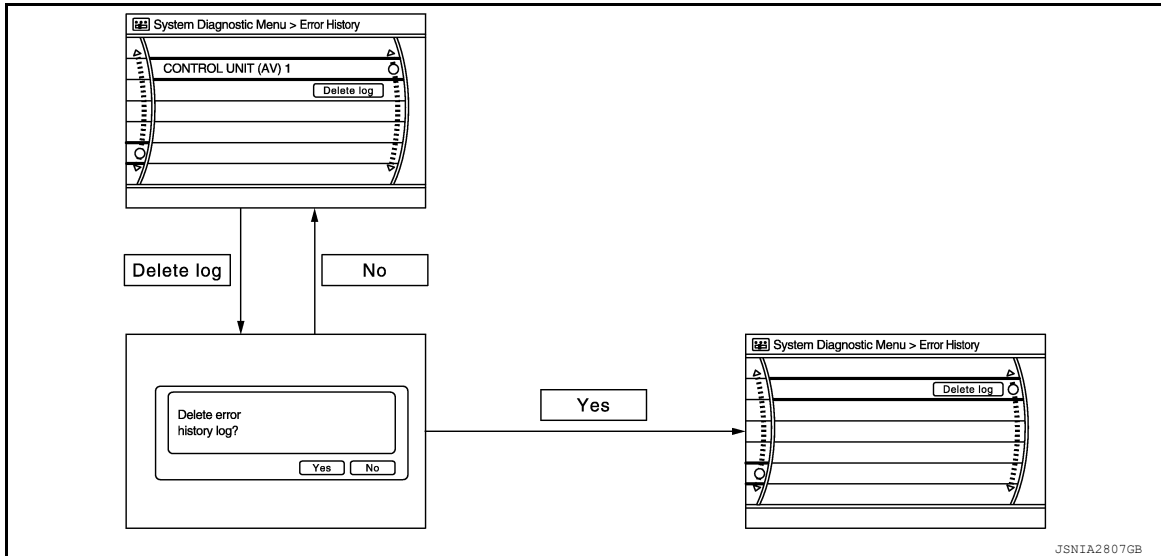 System Diagnostic Menu > Error History
CONTROL UNIT (AV) 1
Delete log
Delete log
No
Delete error
history log?
Yes
No
Yes
System Diagnostic Menu > Error History
Delete log
JSNIA2807GB